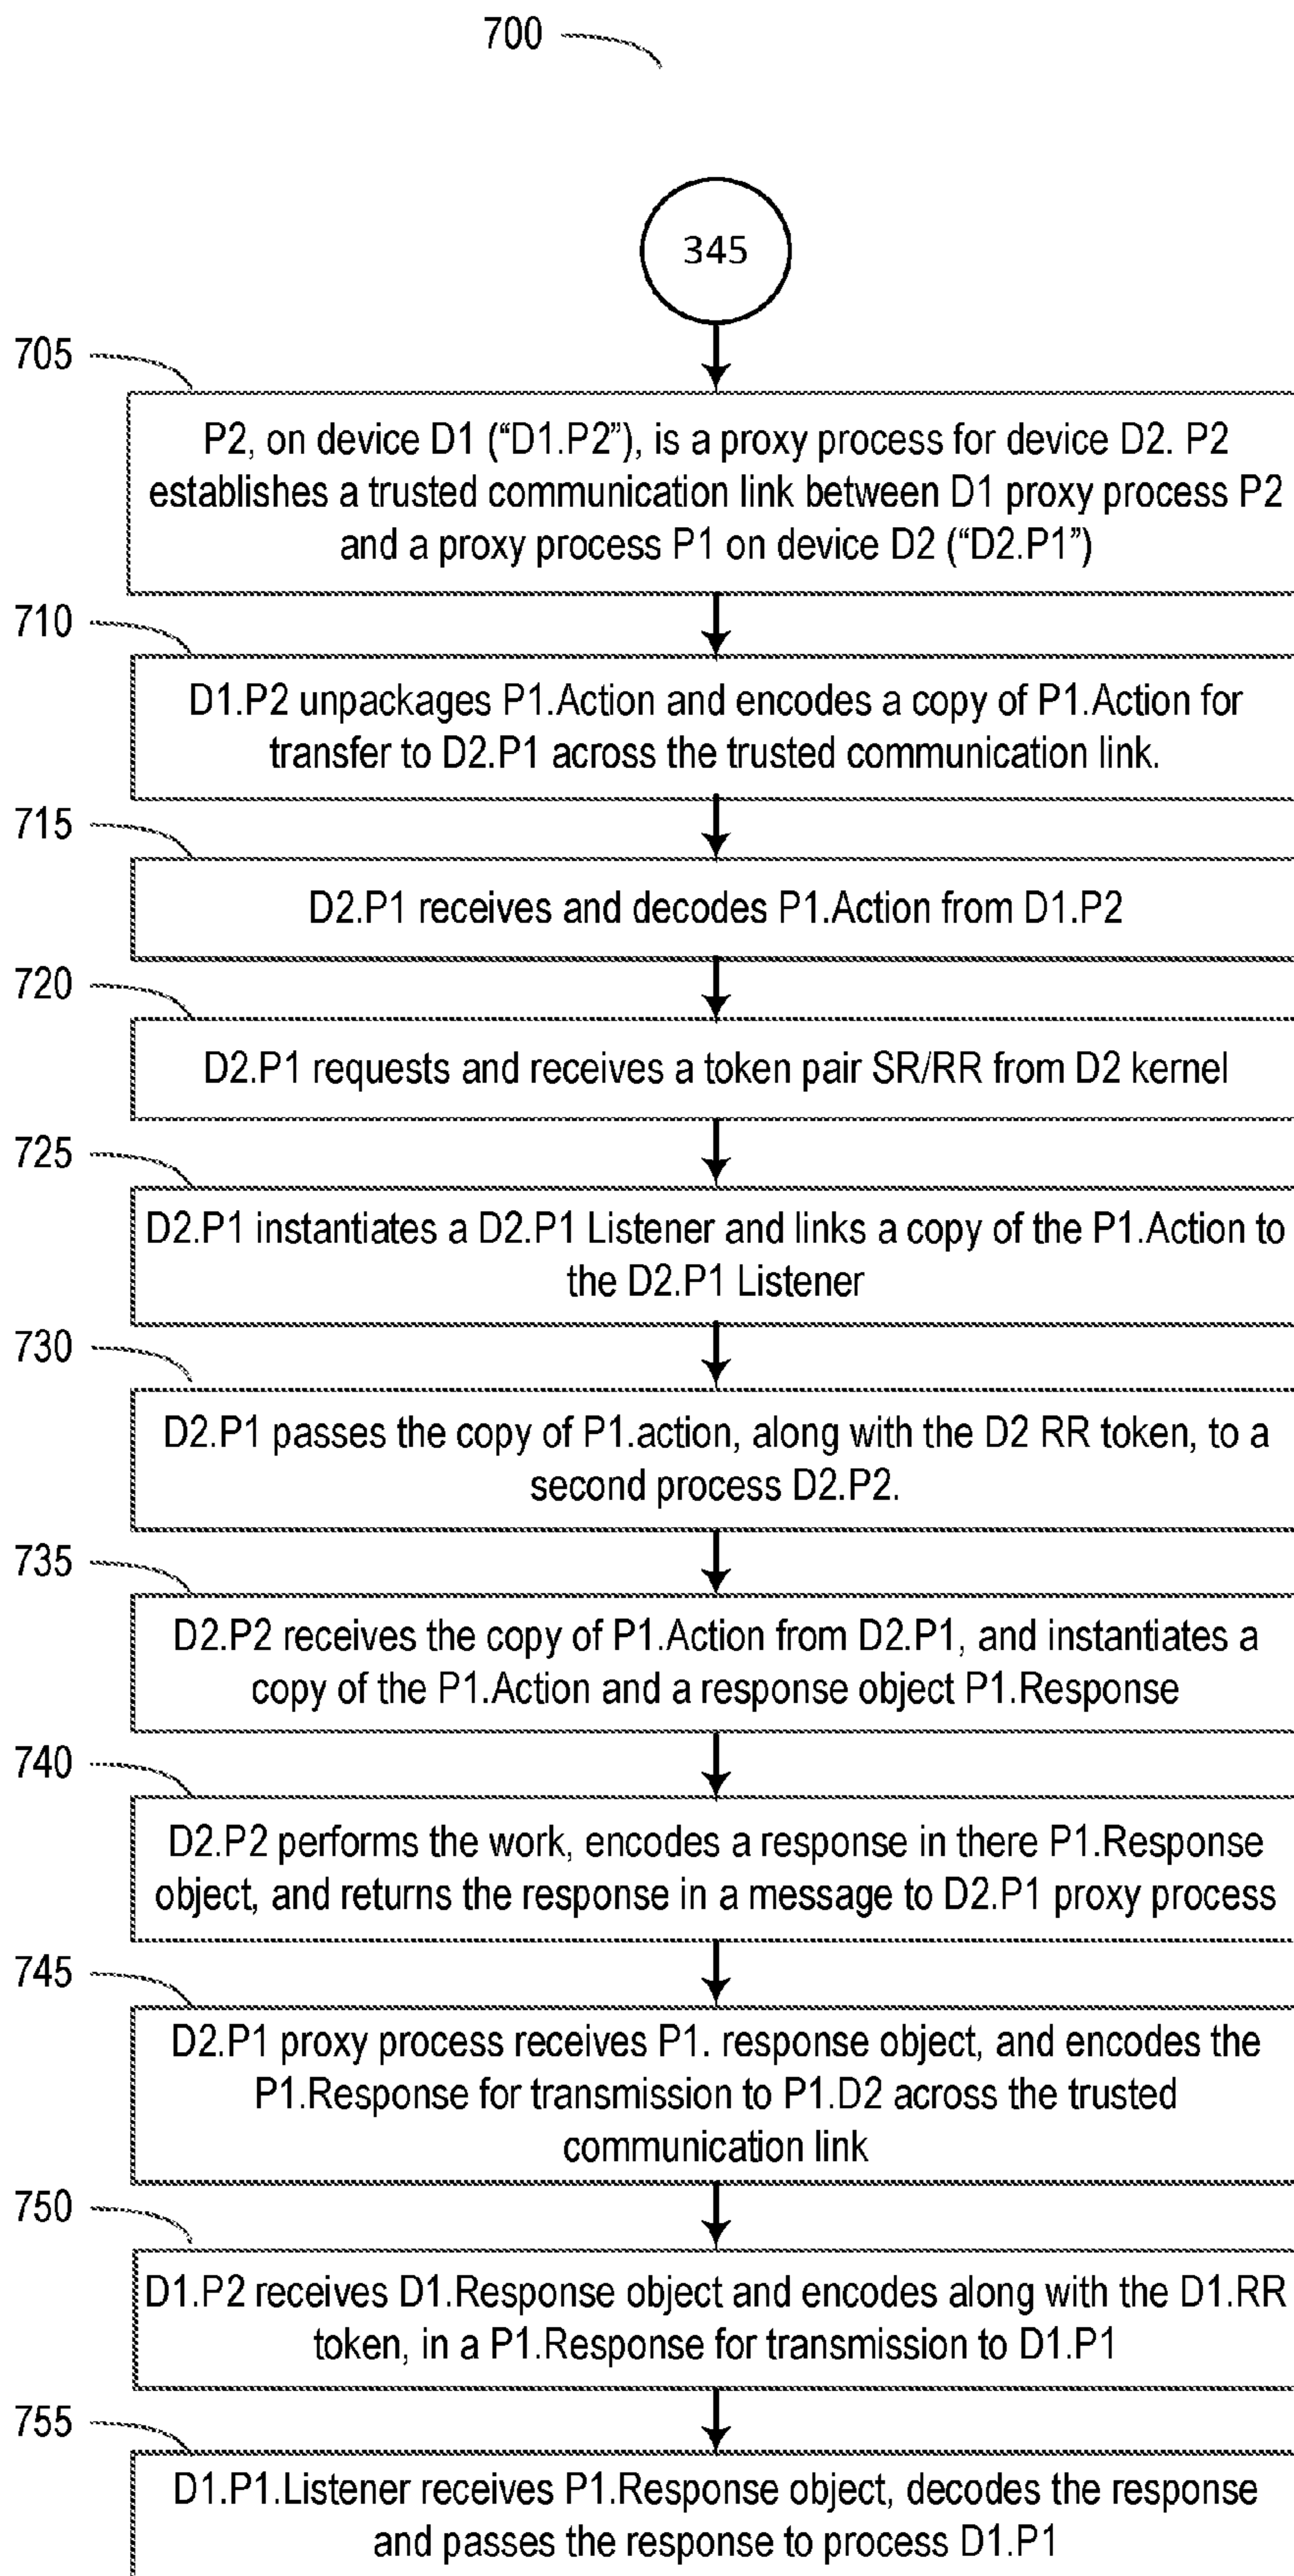 700
345
705
P2, on device D1 (“D1.P2”), is a proxy process for device D2. P2
establishes a trusted communication link between D1 proxy process P2
and a proxy process P1 on device D2 (“D2.P1”)
710
D1.P2 unpackages P1.Action and encodes a copy of P1.Action for
transfer to D2.P1 across the trusted communication link.
715
D2.P1 receives and decodes P1.Action from D1.P2
720
D2.P1 requests and receives a token pair SR/RR from D2 kernel
725
D2.P1 instantiates a D2.P1 Listener and links a copy of the P1.Action to
the D2.P1 Listener
730
D2.P1 passes the copy of P1.action, along with the D2 RR token, to a
second process D2.P2.
735
D2.P2 receives the copy of P1.Action from D2.P1, and instantiates a
copy of the P1.Action and a response object P1.Response
740
D2.P2 performs the work, encodes a response in there P1.Response
object, and returns the response in a message to D2.P1 proxy process
745
D2.P1 proxy process receives P1. response object, and encodes the
P1.Response for transmission to P1.D2 across the trusted
communication link
750
D1.P2 receives D1.Response object and encodes along with the D1.RR
token, in a P1.Response for transmission to D1.P1
755
D1.P1.Listener receives P1.Response object, decodes the response
and passes the response to process D1.P1